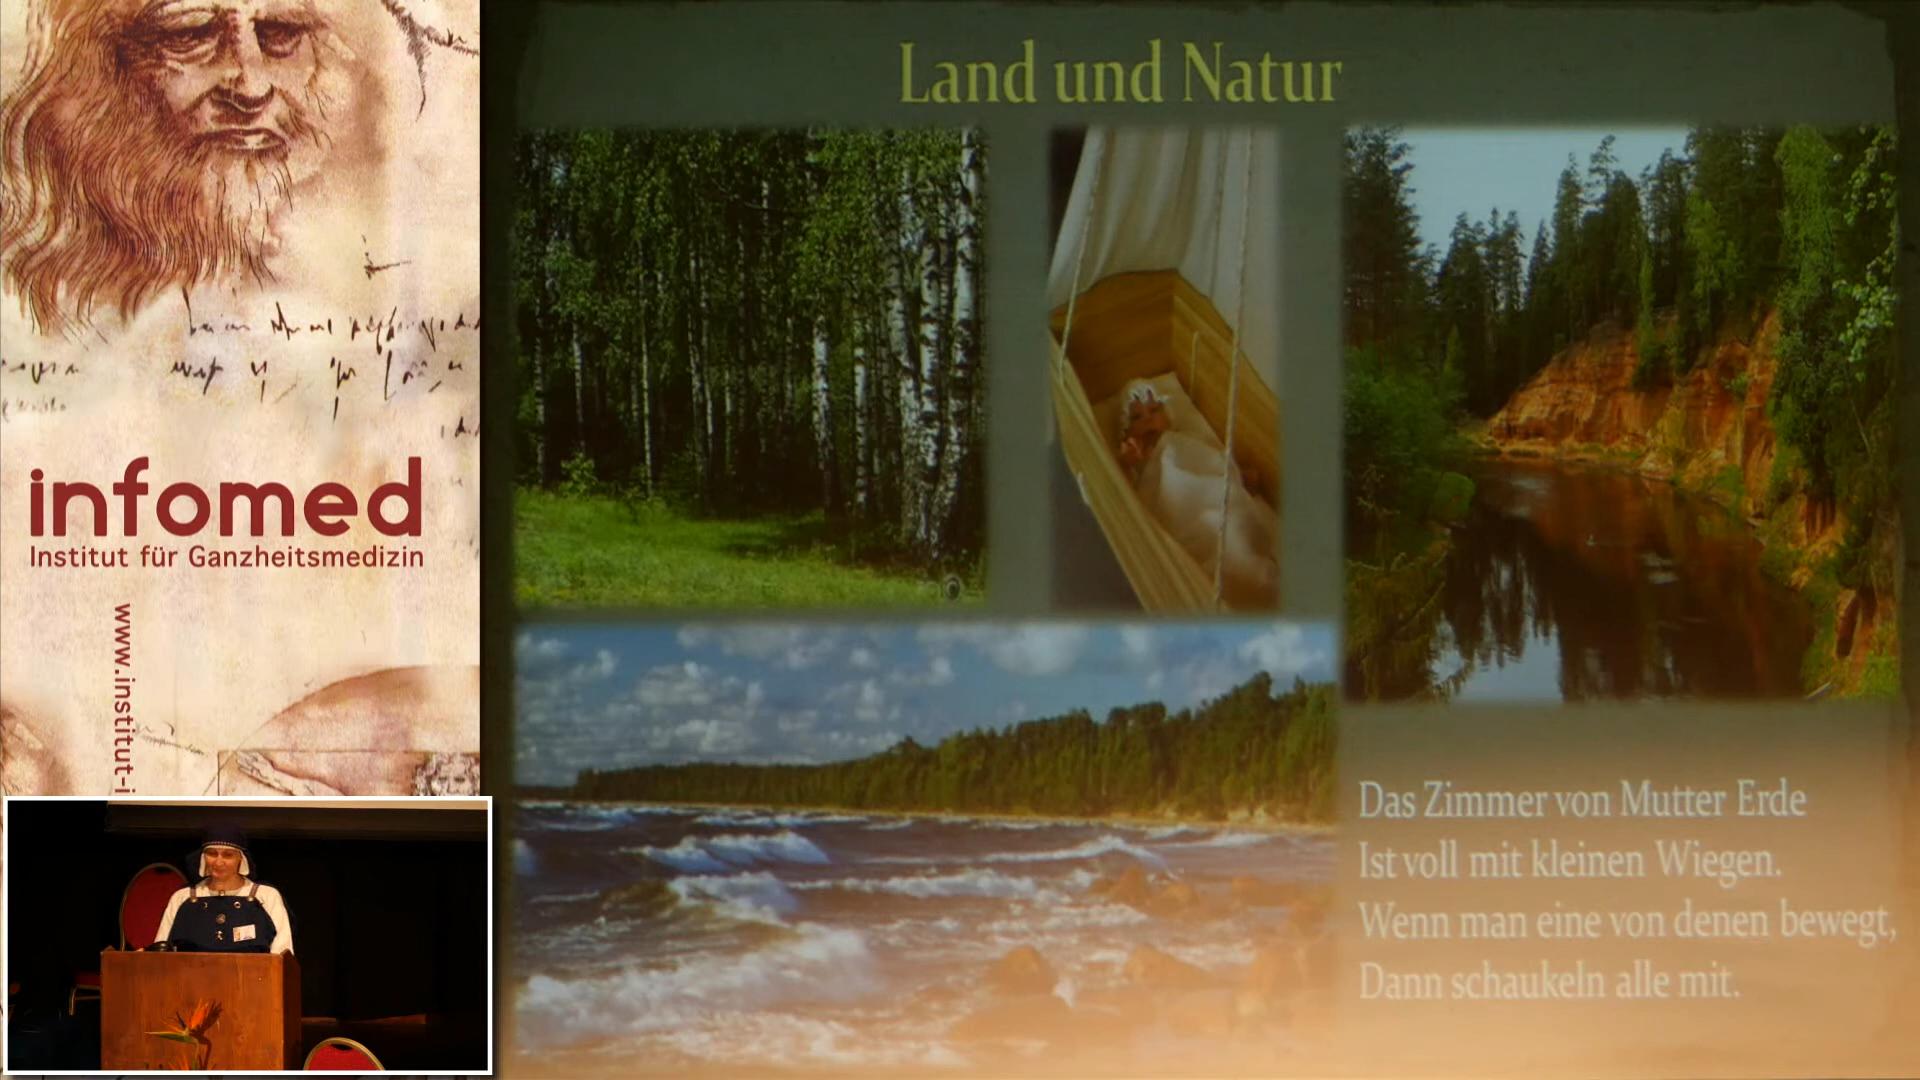 infomed
Institut für Ganzheitsmedizin
www.institut-i
Land und Natur
Das Zimmer von Mutter Erde
Ist voll mit kleinen Wiegen.
Wenn man eine von denen bewegt,
Dann schaukeln alle mit.